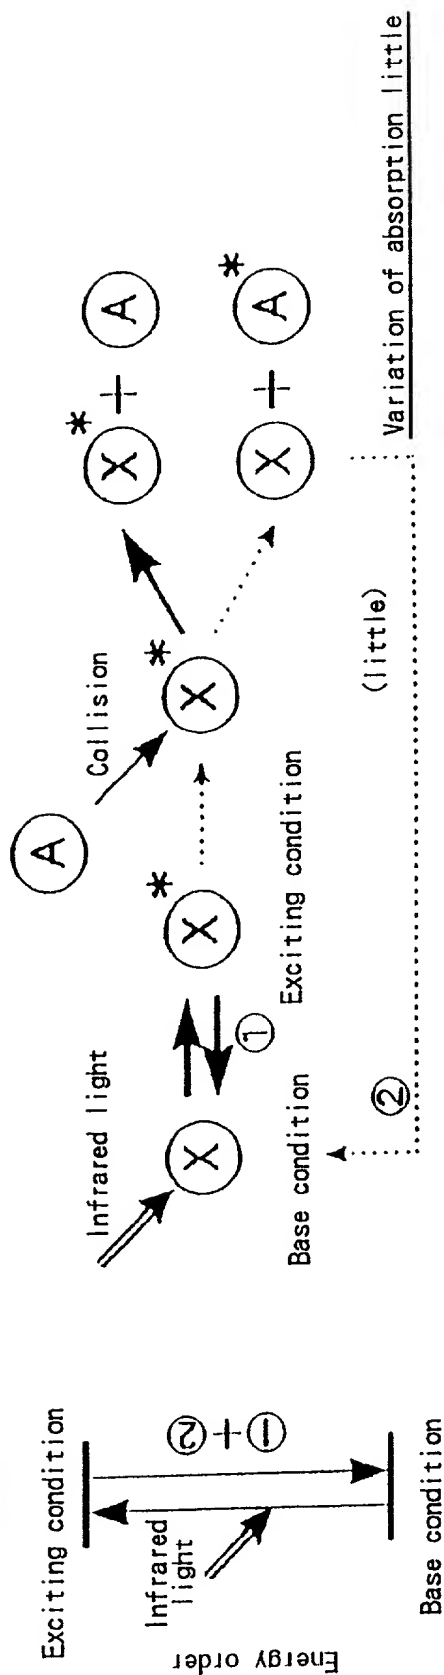 Exciting condition
Infrared
light
①+②
Energy order
Base condition
Infrared light
X
Base condition
①
X*
Exciting condition
A
Collision
X*
X* + A
X + A*
②
(little)
Variation of absorption little